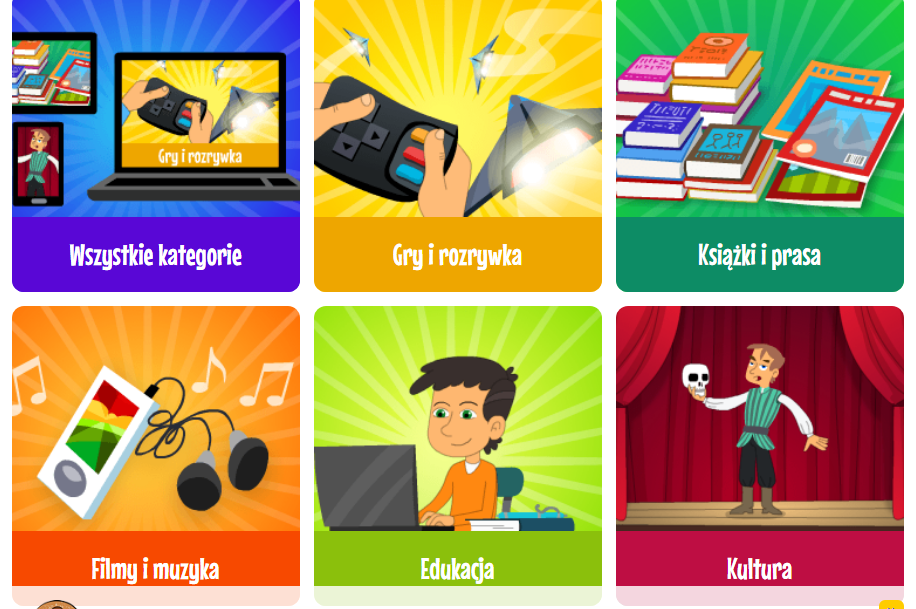 Gry i rozrywka
Wszystkie kategorie
Gry i rozrywka
Książki i prasa
Filmy i muzyka
Edukacja
Kultura